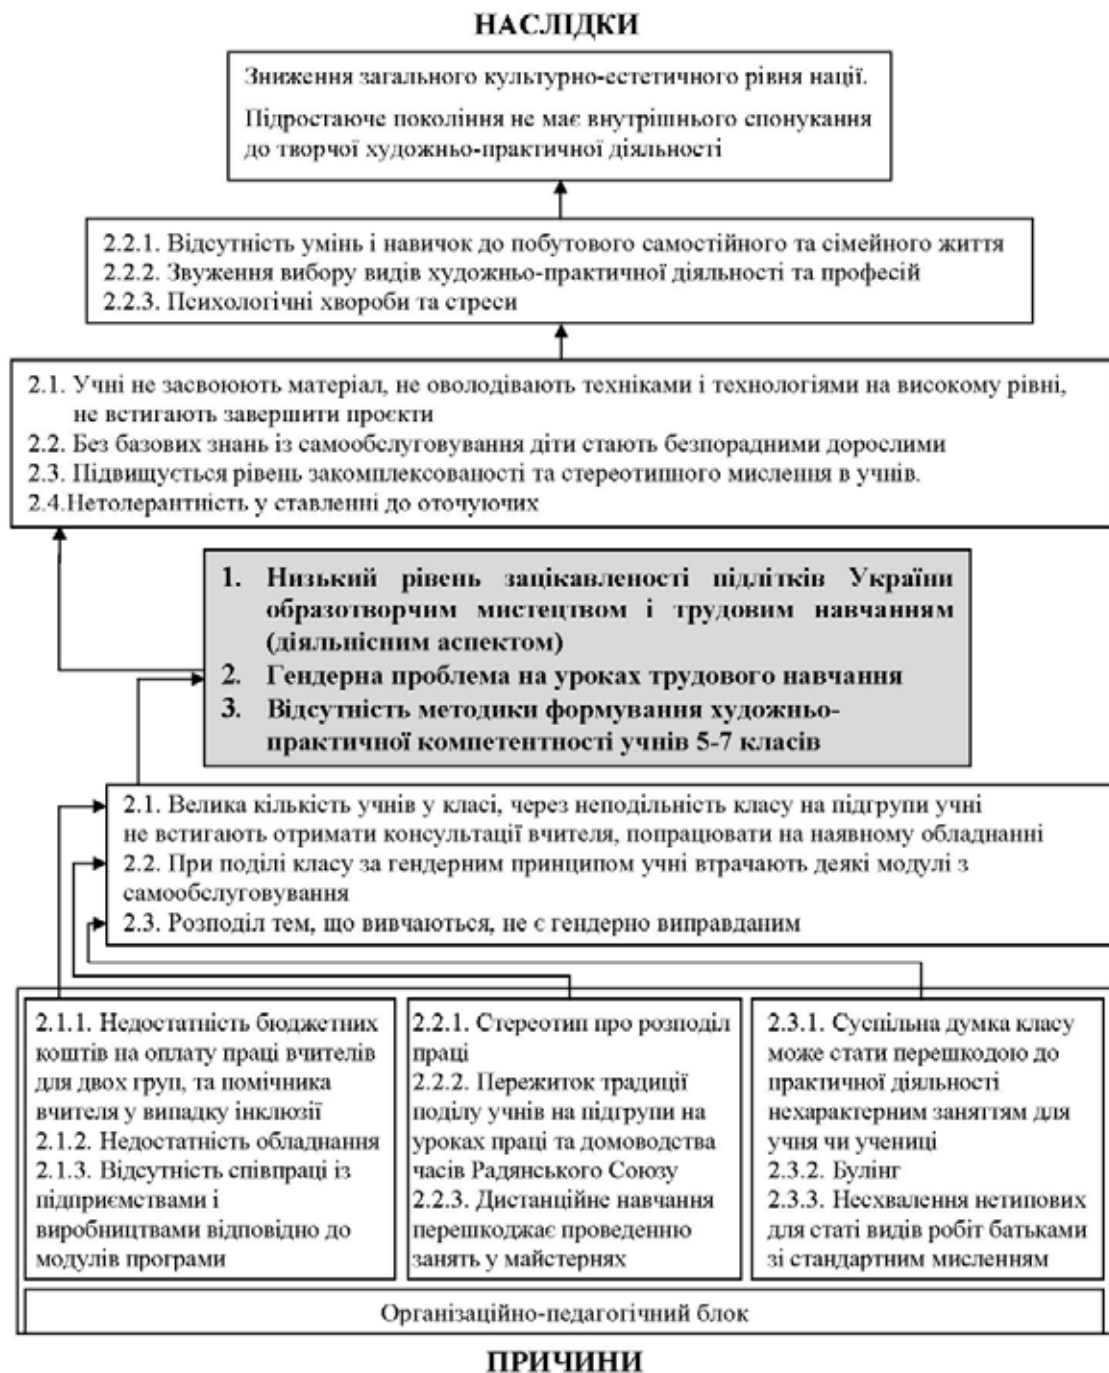 НАСЛІДКИ
Зниження загального культурно-естетичного рівня нації.
Підростаюче покоління не має внутрішнього спонукання
до творчої художньо-практичної діяльності
2.2.1. Відсутність умінь і навичок до побутового самостійного та сімейного життя
2.2.2. Звуження вибору видів художньо-практичної діяльності та професій
2.2.3. Психологічні хвороби та стреси
2.1. Учні не засвоюють матеріал, не оволодівають техніками і технологіями на високому рівні,
не встигають завершити проєкти
2.2. Без базових знань із самообслуговування діти стають безпорадними дорослими
2.3. Підвищується рівень закомплексованості та стереотипного мислення в учнів.
2.4.Нетолерантність у ставленні до оточуючих
1. Низький рівень зацікавленості підлітків України
образотворчим мистецтвом і трудовим навчанням
(діяльнісним аспектом)
2. Гендерна проблема на уроках трудового навчання
3. Відсутність методики формування художньо-
практичної компетентності учнів 5-7 класів
2.1. Велика кількість учнів у класі, через неподільність класу на підгрупи учні
не встигають отримати консультації вчителя, попрацювати на наявному обладнанні
2.2. При поділі класу за гендерним принципом учні втрачають деякі модулі з
самообслуговування
2.3. Розподіл тем, що вивчаються, не є гендерно виправданим
2.1.1. Недостатність бюджетних
коштів на оплату праці вчителів
для двох груп, та помічника
вчителя у випадку інклюзії
2.1.2. Недостатність обладнання
2.1.3. Відсутність співпраці із
підприємствами і
виробництвами відповідно до
модулів програми
2.2.1. Стереотип про розподіл
праці
2.2.2. Пережиток традиції
поділу учнів на підгрупи на
уроках праці та домоводства
часів Радянського Союзу
2.2.3. Дистанційне навчання
перешкоджає проведенню
занять у майстернях
2.3.1. Суспільна думка класу
може стати перешкодою до
практичної діяльності
нехарактерним заняттям для
учня чи учениці
2.3.2. Булінг
2.3.3. Несхвалення нетипових
для статі видів робіт батьками
зі стандартним мисленням
Організаційно-педагогічний блок
ПРИЧИНИ